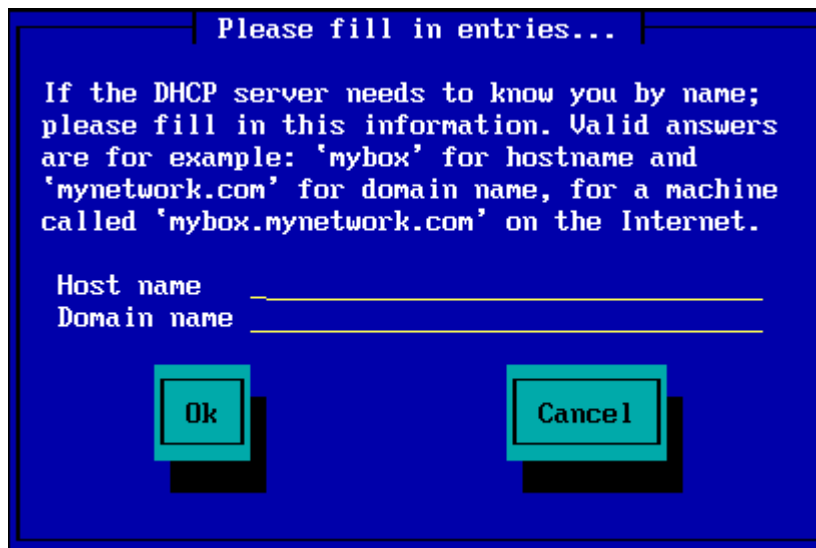 Please fill in entries...
If the DHCP server needs to know you by name;
please fill in this information. Valid answers
are for example: ‛mybox’ for hostname and
‛mynetwork.com’ for domain name, for a machine
called ‛mybox.mynetwork.com’ on the Internet.
Host name
Domain name
Ok
Cancel